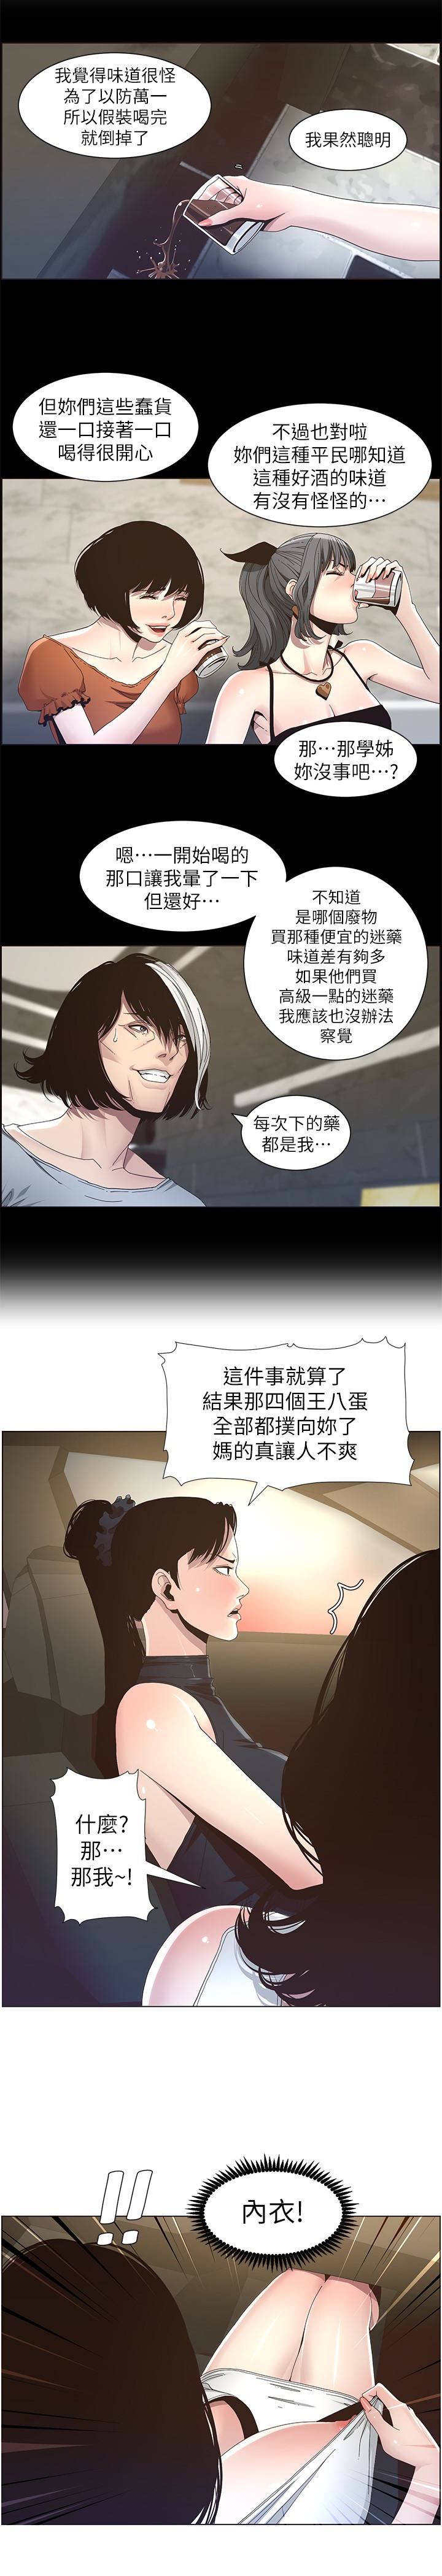 我覺得味道很怪
為了以防萬一
所以假裝喝完
就倒掉了
我果然聰明
但妳們這些蠢貨
還一口接著一口
喝得很開心
不過也對啦
妳們這種平民哪知道
這種好酒的味道
有沒有怪怪的…
那…那學姊
妳沒事吧…?
嗯…一開始喝的
那口讓我暈了一下
但還好…
不知道
是哪個廢物
買那種便宜的迷藥
味道差有夠多
如果他們買
高級一點的迷藥
我應該也沒辦法
察覺
每次下的藥
都是我…
這件事就算了
結果那四個王八蛋
全部都撲向妳了
媽的真讓人不爽
什麼?
那…
那我~!
!!
內衣!